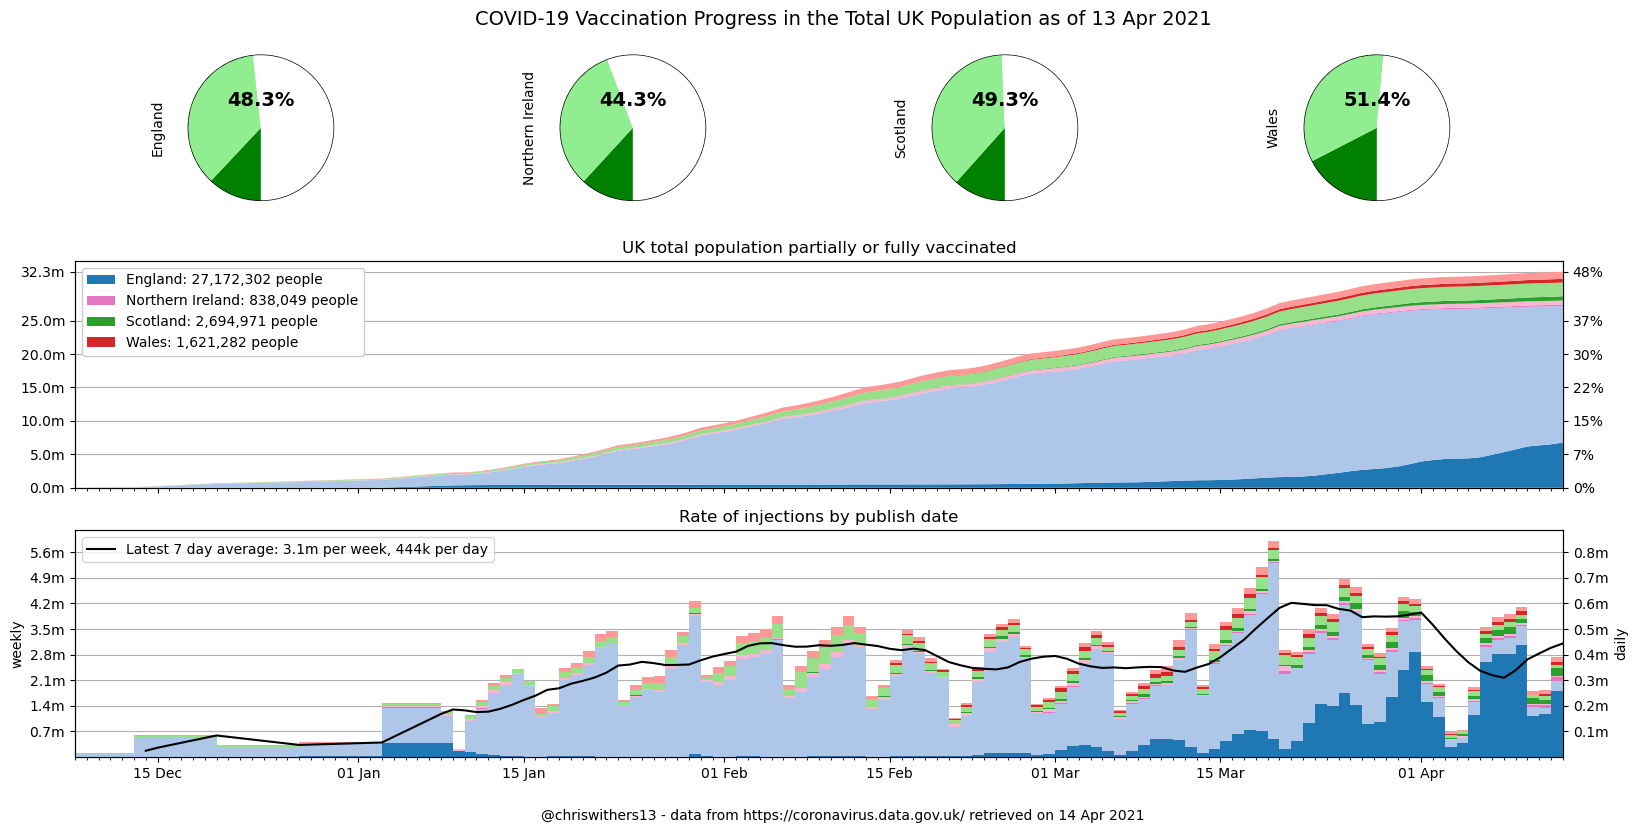 COVID-19 Vaccination Progress in the Total UK Population as of 13 Apr 2021
England
48.3%
Northern Ireland
44.3%
Scotland
49.3%
Wales
51.4%
UK total population partially or fully vaccinated
England: 27,172,302 people
Northern Ireland: 838,049 people
Scotland: 2,694,971 people
Wales: 1,621,282 people
32.3m
25.0m
20.0m
15.0m
10.0m
5.0m
0.0m
48%
37%
30%
22%
15%
7%
0%
Rate of injections by publish date
Latest 7 day average: 3.1m per week, 444k per day
weekly
5.6m
4.9m
4.2m
3.5m
2.8m
2.1m
1.4m
0.7m
0.8m
0.7m
0.6m
0.5m
0.4m
0.3m
0.2m
0.1m
daily
15 Dec
01 Jan
15 Jan
01 Feb
15 Feb
01 Mar
15 Mar
01 Apr
@chriswithers13 - data from https://coronavirus.data.gov.uk/ retrieved on 14 Apr 2021